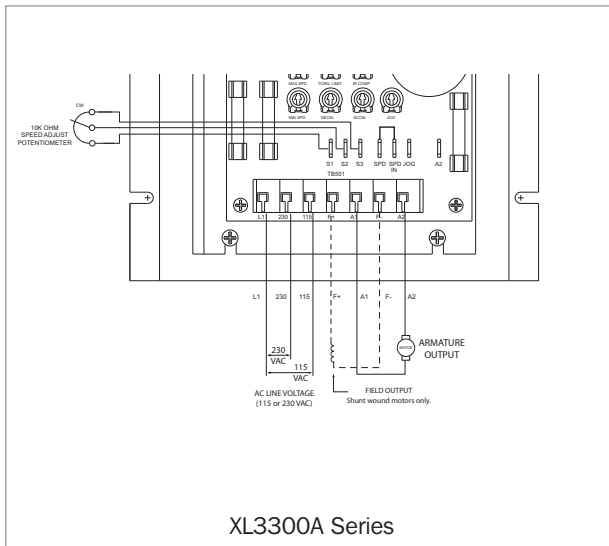 MAX SPD TORQ. LIMIT IR COMP
CW
MIN SPD DECEL ACCEL JOG
10K OHM
SPEED ADJUST
POTENTIOMETER
S1 S2 S3 SPD SPD JOG A2
IN
TB501
L1 230 115 F+ A1 F- A2
L1 230 115 F+ A1 F- A2
230
VAC
115
VAC
MOTOR
ARMATURE
OUTPUT
AC LINE VOLTAGE
(115 or 230 VAC)
FIELD OUTPUT
Shunt wound motors only.
XL3300A Series